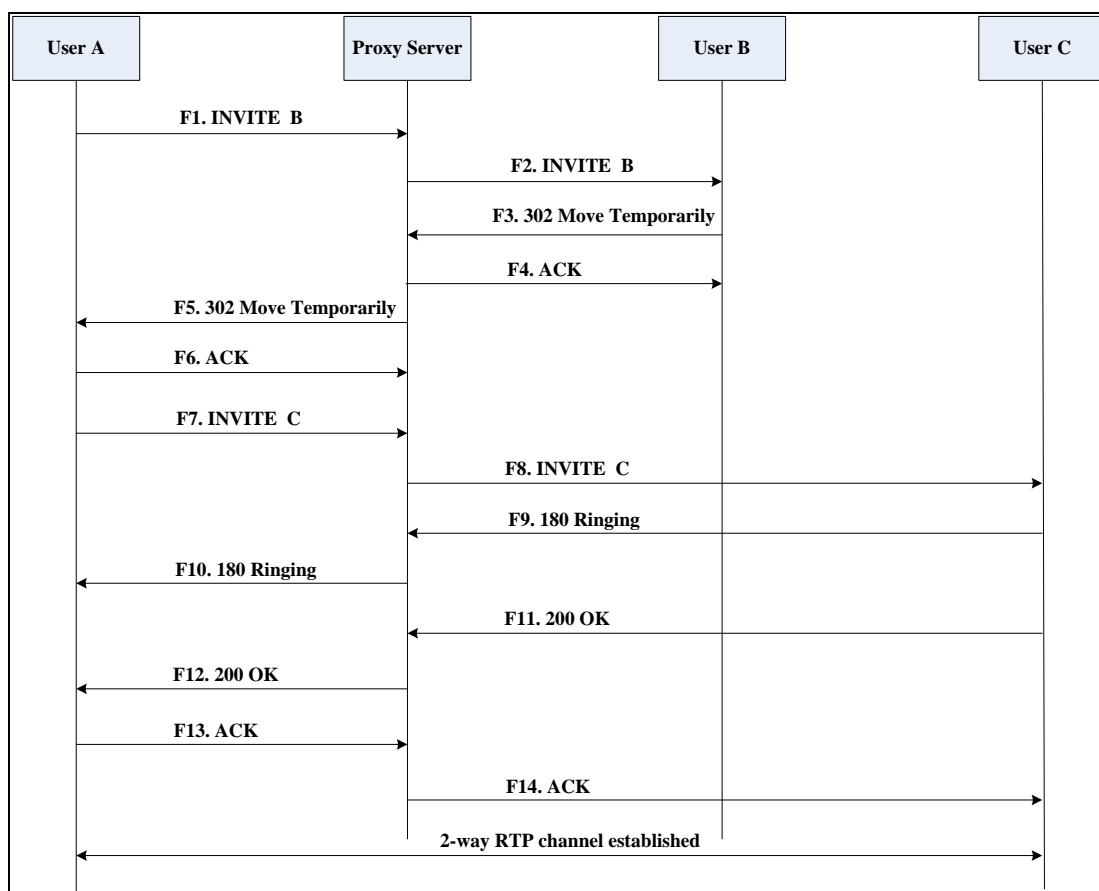 User A
Proxy Server
User B
User C
F1. INVITE B
F2. INVITE B
F3. 302 Move Temporarily
F4. ACK
F5. 302 Move Temporarily
F6. ACK
F7. INVITE C
F8. INVITE C
F9. 180 Ringing
F10. 180 Ringing
F11. 200 OK
F12. 200 OK
F13. ACK
F14. ACK
2-way RTP channel established